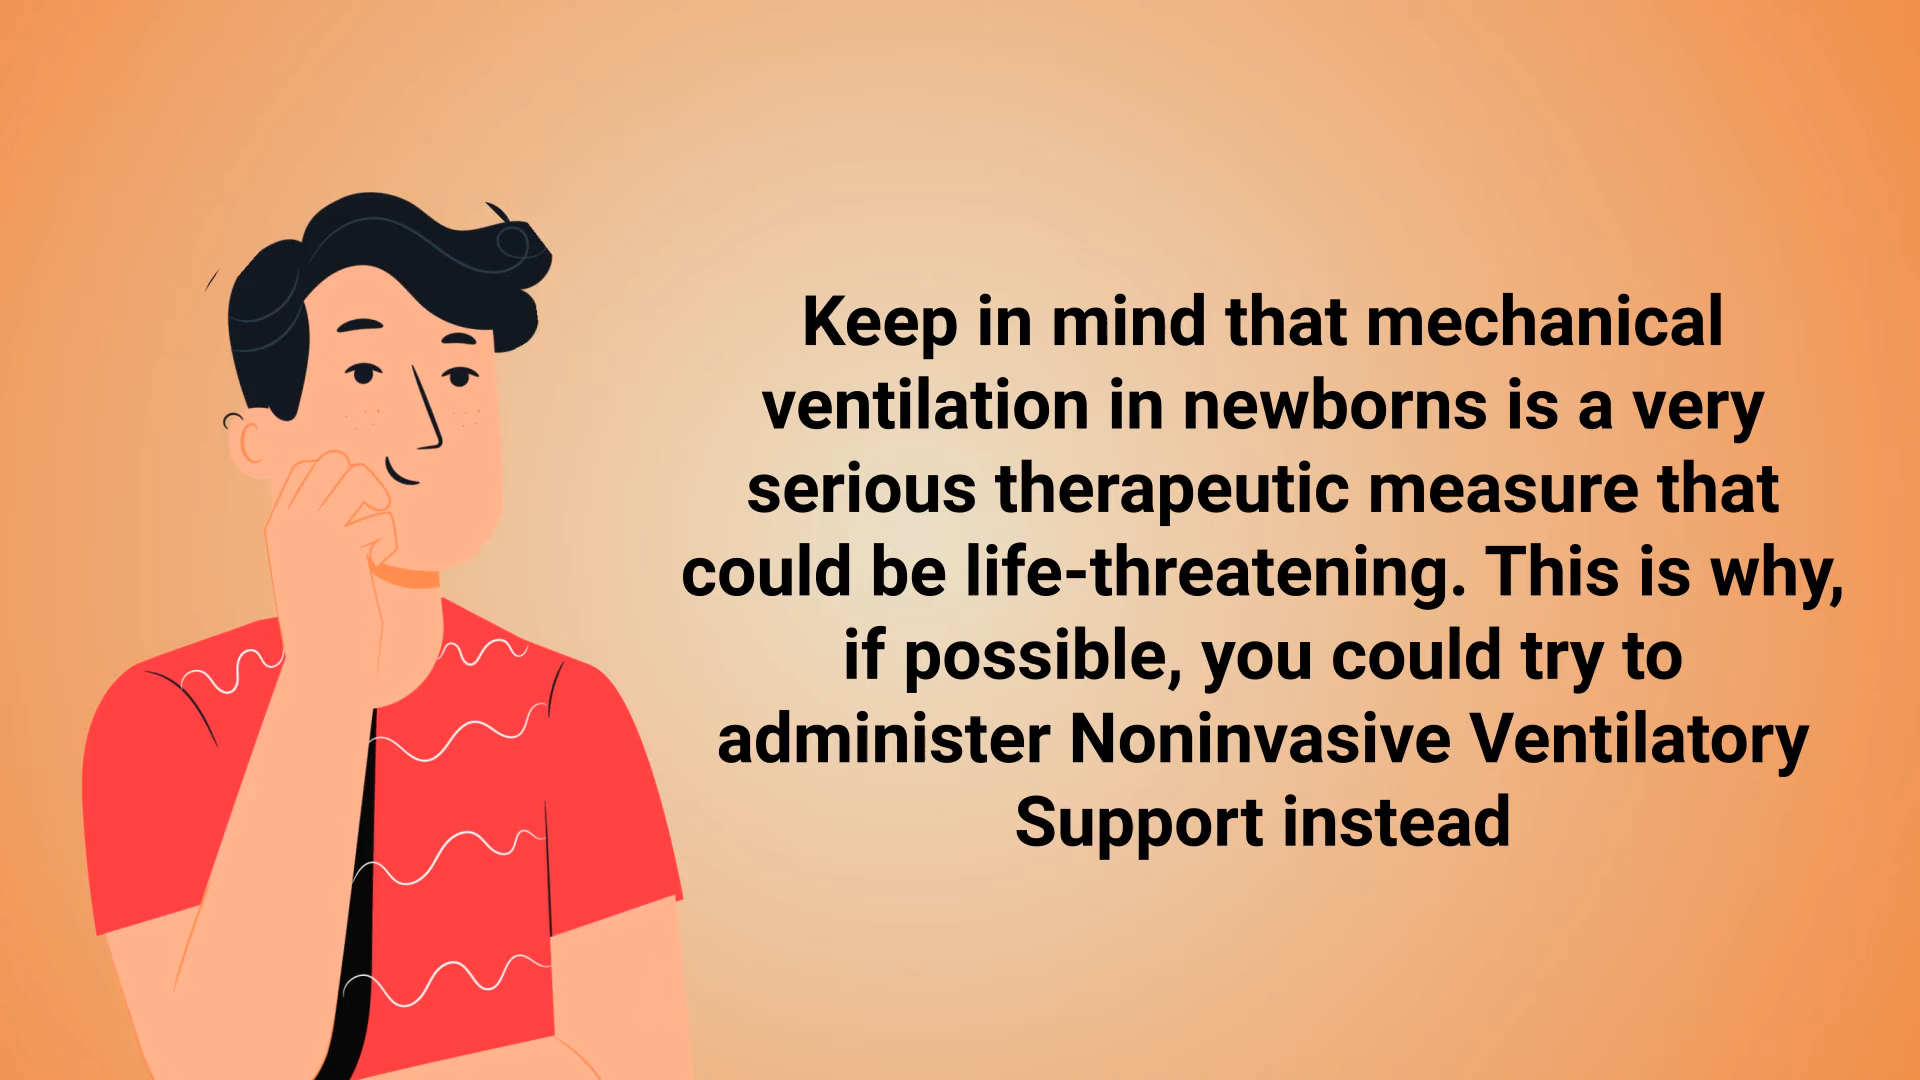 Keep in mind that mechanical
ventilation in newborns is a very
serious therapeutic measure that
could be life-threatening. This is why,
if possible, you could try to
administer Noninvasive Ventilatory
Support instead